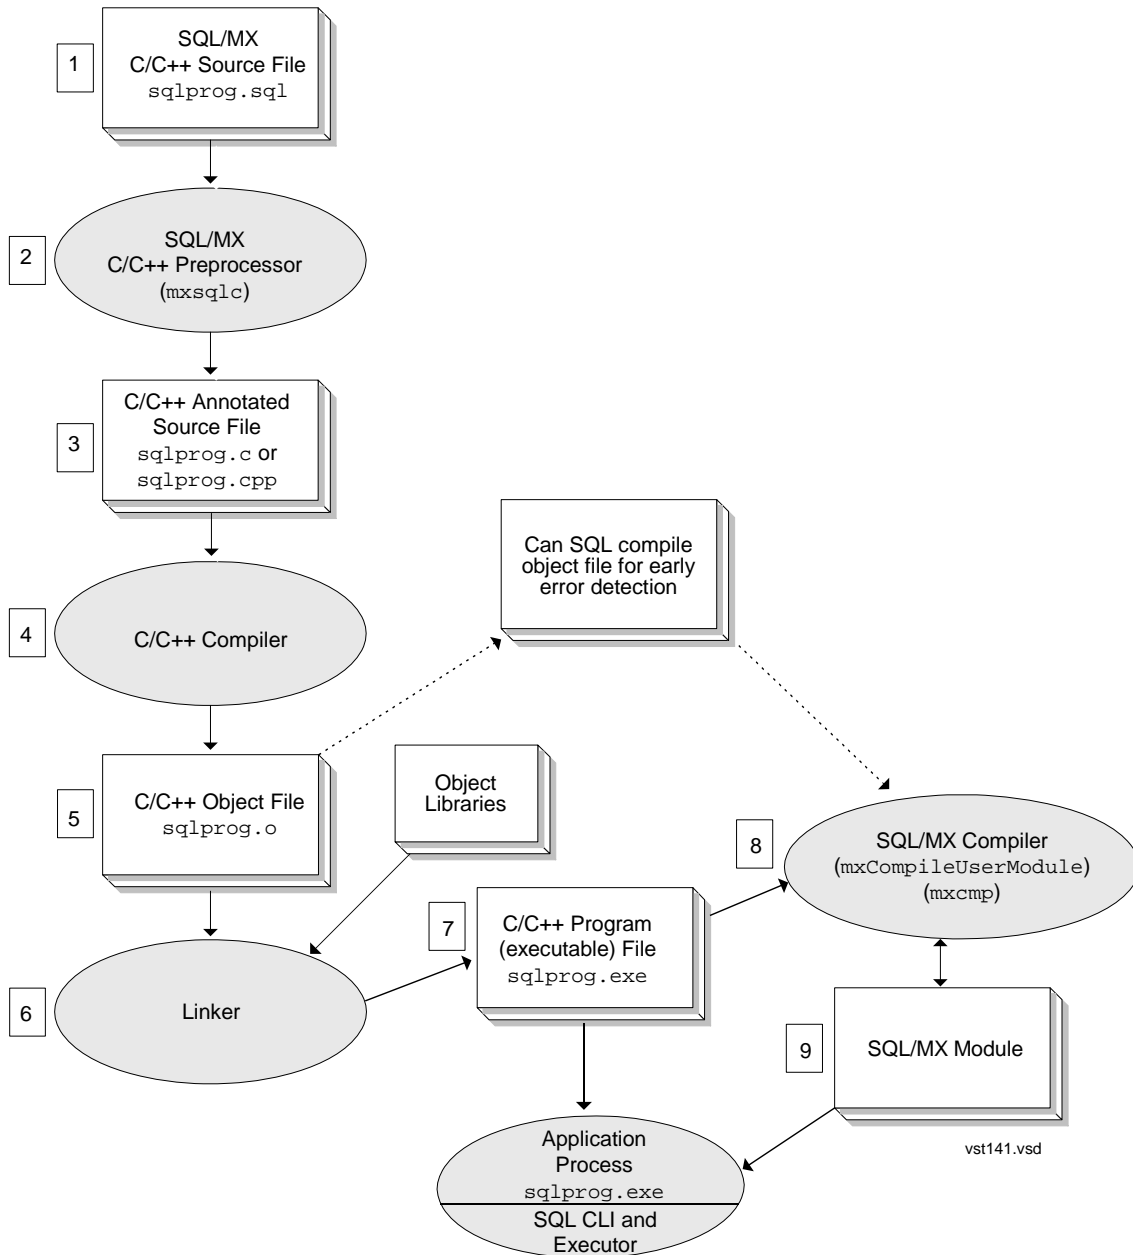 1
SQL/MX
C/C++ Source File
sqlprog.sql
2
SQL/MX
C/C++ Preprocessor
(mxsqlc)
3
C/C++ Annotated
Source File
sqlprog.c or
sqlprog.cpp
Can SQL compile
object file for early
error detection
4
C/C++ Compiler
5
C/C++ Object File
sqlprog.o
Object
Libraries
8
SQL/MX Compiler
(mxCompileUserModule)
(mxcmp)
7
C/C++ Program
(executable) File
sqlprog.exe
6
Linker
9
SQL/MX Module
vst141.vsd
Application
Process
sqlprog.exe
SQL CLI and
Executor